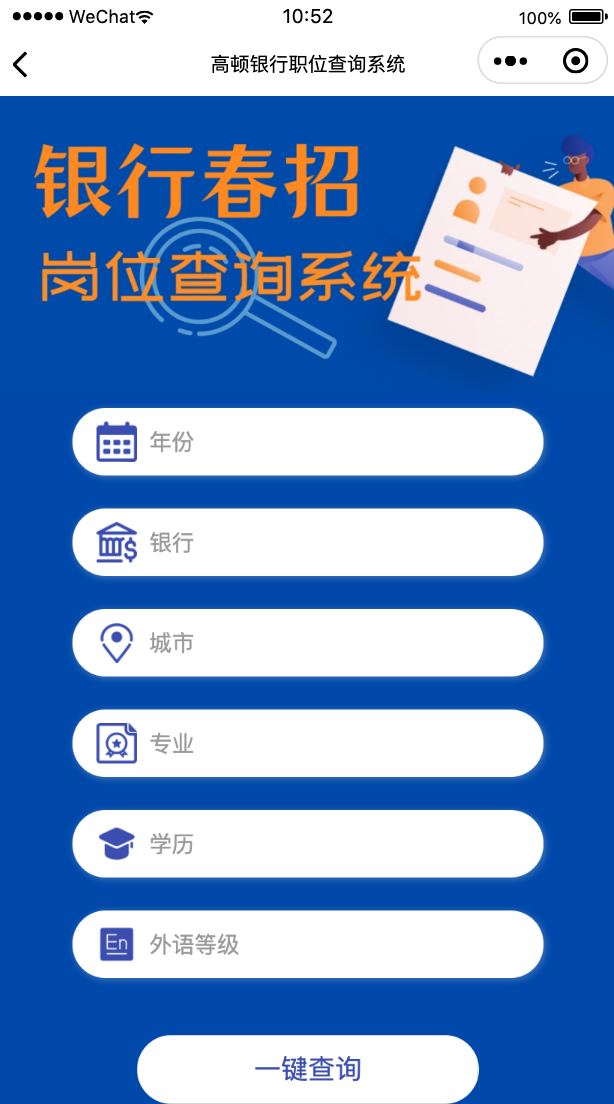 WeChat 10:52 100%
高顿银行职位查询系统
银行春招
岗位查询系统
年份
银行
城市
专业
学历
En 外语等级
一键查询